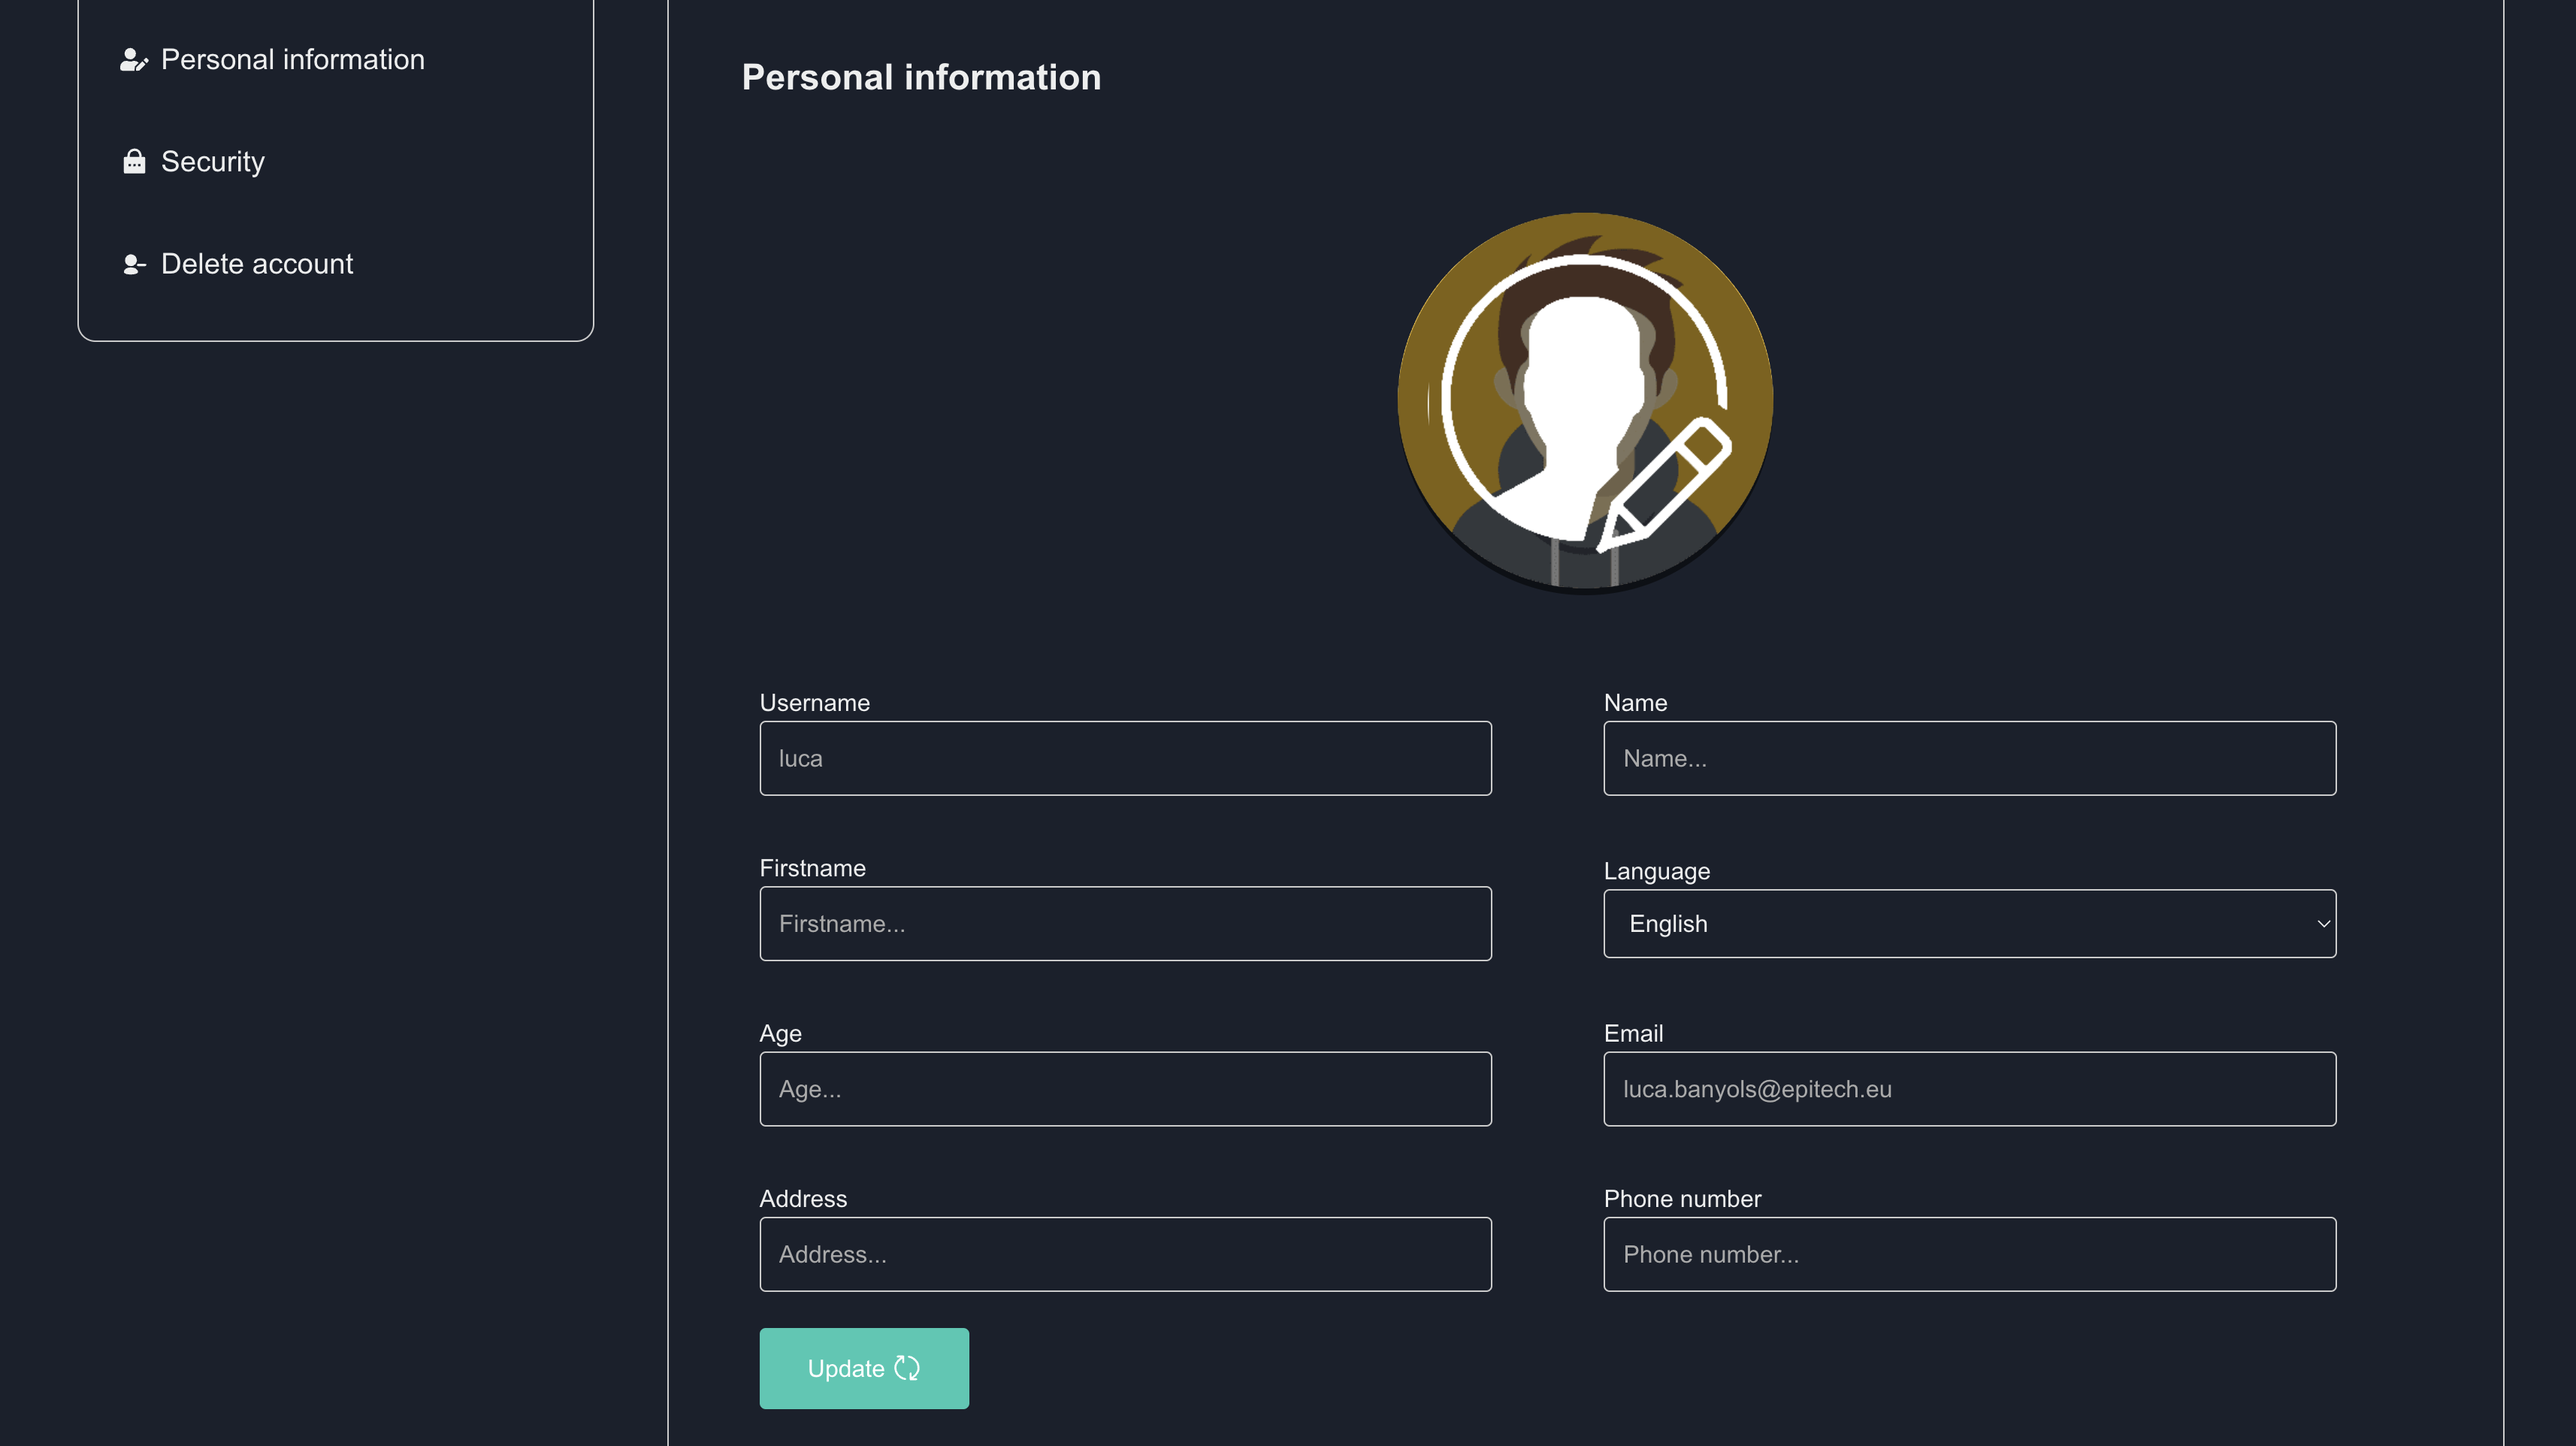 Personal information
Security
Delete account
Personal information
Username
luca
Name
Name...
Firstname
Firstname...
Language
English
Age
Age...
Email
luca.banyols@epitech.eu
Address
Address...
Phone number
Phone number...
Update